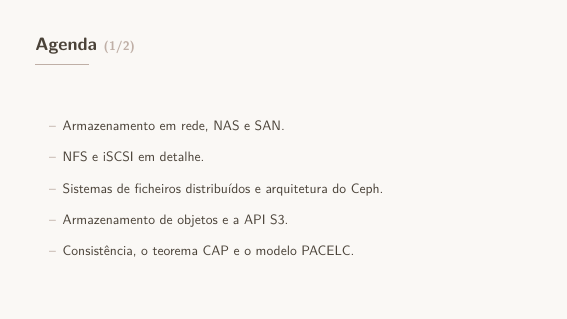 Agenda (1/2)
– Armazenamento em rede, NAS e SAN.
– NFS e iSCSI em detalhe.
– Sistemas de ficheiros distribuídos e arquitetura do Ceph.
– Armazenamento de objetos e a API S3.
– Consistência, o teorema CAP e o modelo PACELC.